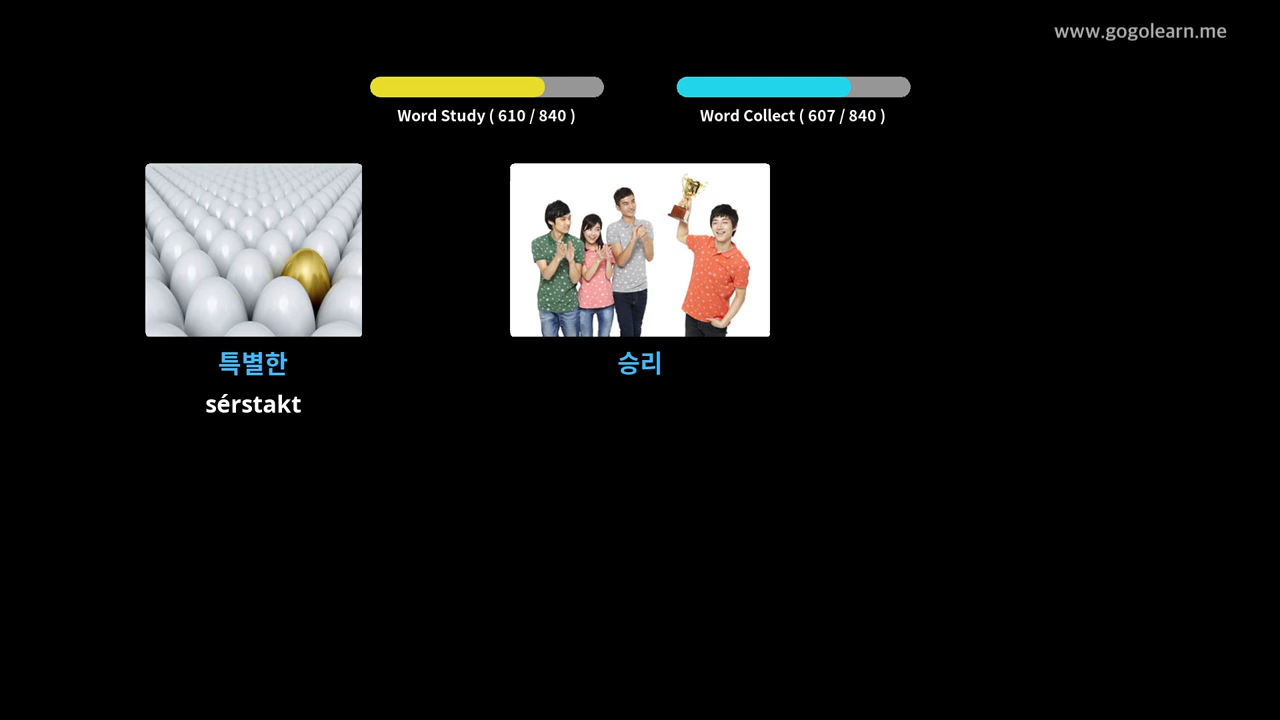 www.gogolearn.me
Word Study ( 610 / 840 )
Word Collect ( 607 / 840 )
특별한
승리
sérstakt